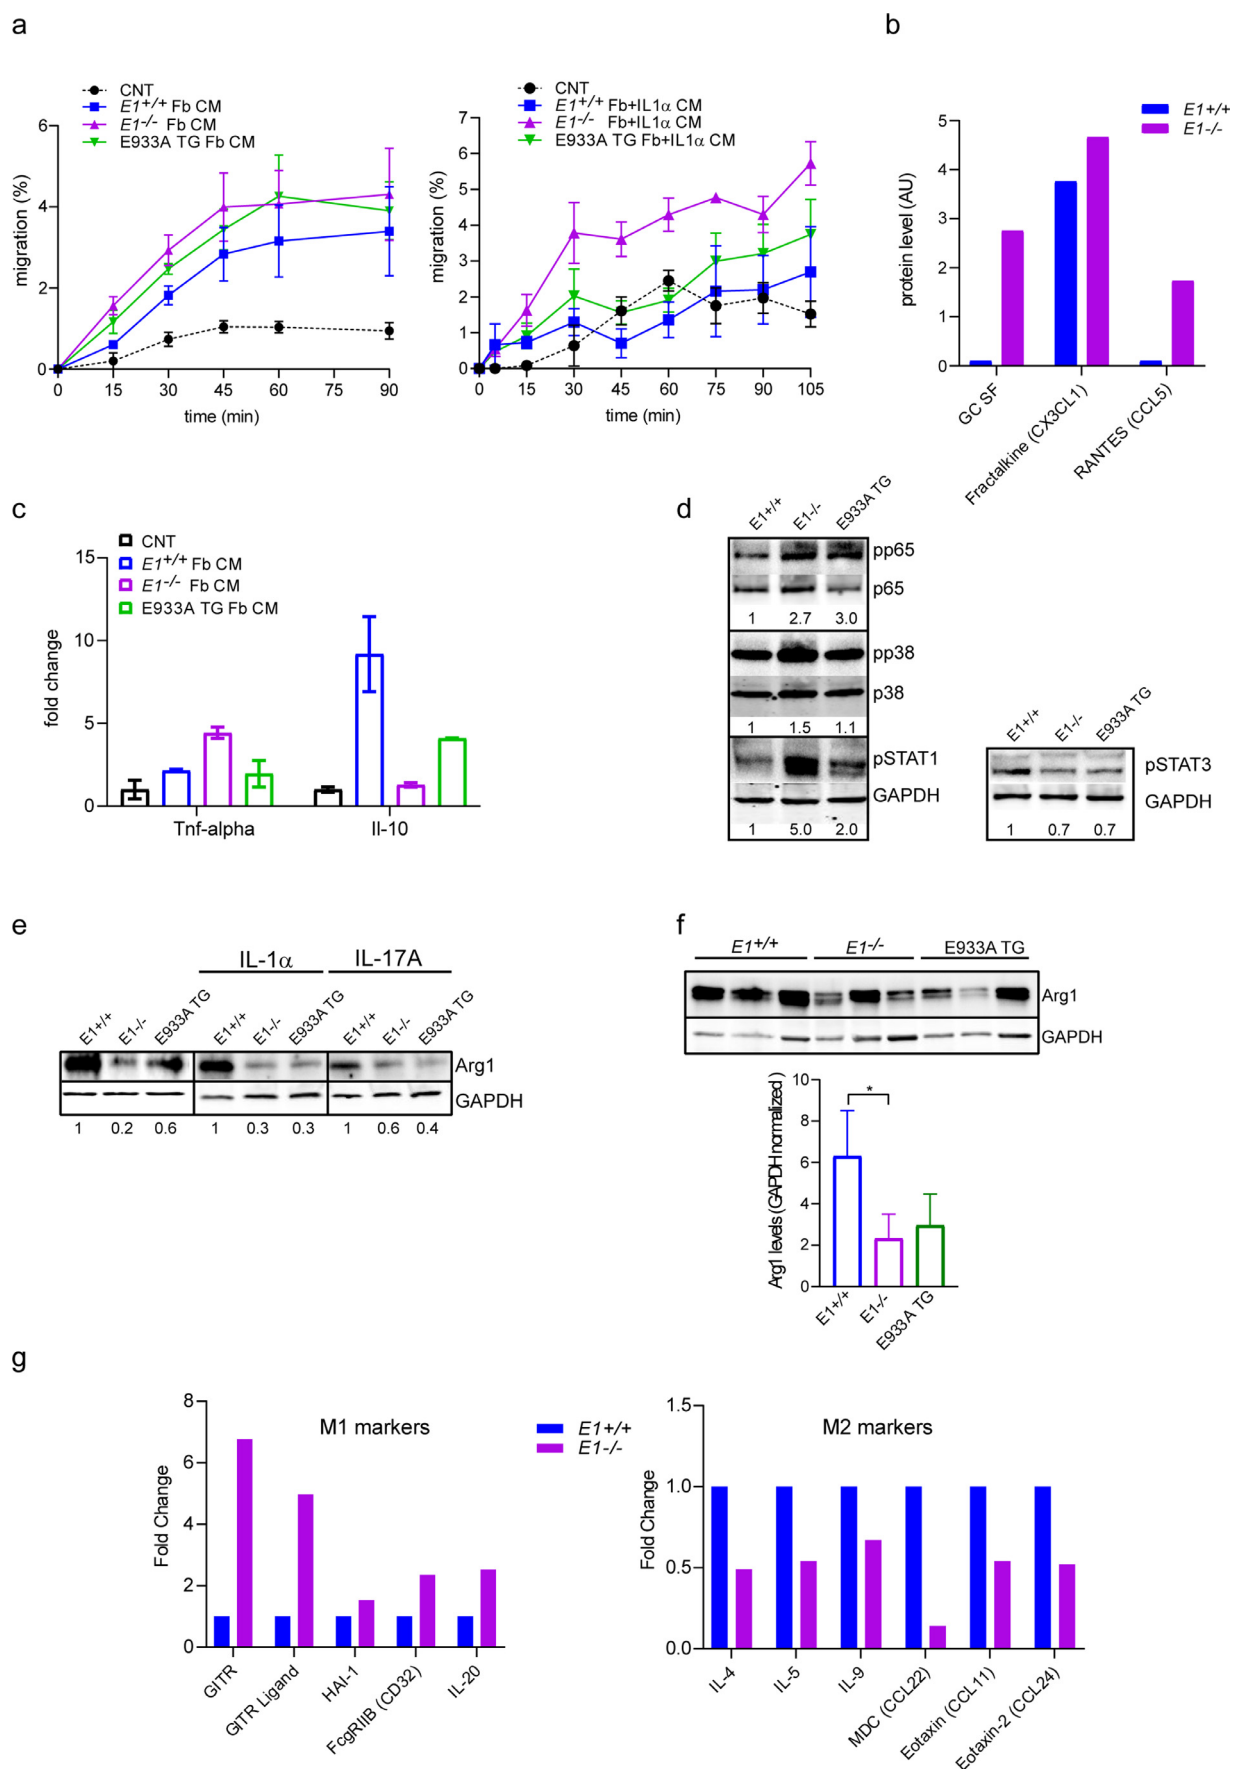 a
CNT
E1+/+ Fb CM
E1-/- Fb CM
E933A TG Fb CM
migration (%)
6
4
2
0
0 15 30 45 60 75 90
time (min)
CNT
E1+/+ Fb+IL1α CM
E1-/- Fb+IL1α CM
E933A TG Fb+IL1α CM
migration (%)
7
6
5
4
3
2
1
0
0 15 30 45 60 75 90 105
time (min)
b
E1+/+
E1-/-
protein level (AU)
5
4
3
2
1
0
GC SF
Fractalkine (CX3CL1)
RANTES (CCL5)
c
CNT
E1+/+ Fb CM
E1-/- Fb CM
E933A TG Fb CM
fold change
15
10
5
0
Tnf-alpha Il-10
d
E1+/+ E1-/- E933A TG
pp65
p65
1 2.7 3.0
pp38
p38
1 1.5 1.1
pSTAT1
GAPDH
1 5.0 2.0
E1+/+ E1-/- E933A TG
pSTAT3
GAPDH
1 0.7 0.7
e
IL-1α IL-17A
E1+/+ E1-/- E933A TG E1+/+ E1-/- E933A TG E1+/+ E1-/- E933A TG
Arg1
GAPDH
1 0.2 0.6 1 0.3 0.3 1 0.6 0.4
f
E1+/+ E1-/- E933A TG
Arg1
GAPDH
Arg1 levels (GAPDH normalized )
10
8
6
4
2
0
*
E1+/+
E1-/-
E933A TG
g
M1 markers
Fold Change
8
6
4
2
0
GITR
GITR Ligand
HAI-1
FcgRIIB (CD32)
IL-20
E1+/+
E1-/-
M2 markers
Fold Change
1.5
1.0
0.5
0.0
IL-4
IL-5
IL-9
MDC (CCL22)
Eotaxin (CCL11)
Eotaxin-2 (CCL24)